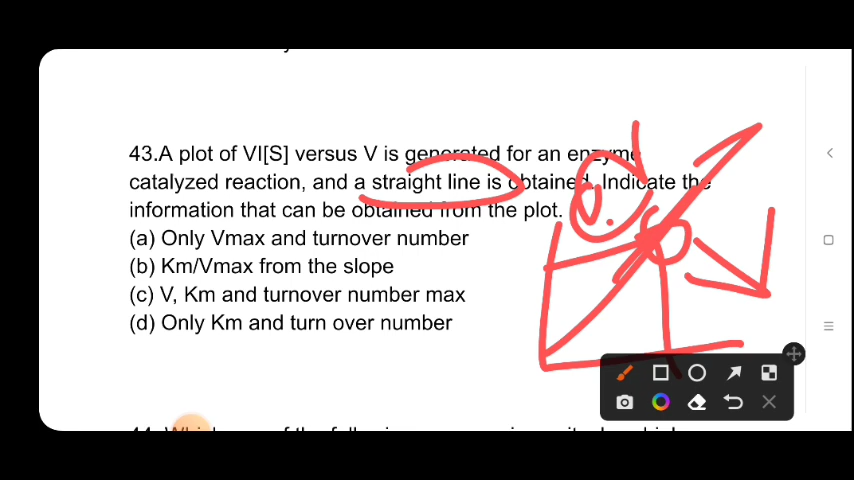 43.A plot of VI[S] versus V is generated for an enzyme
catalyzed reaction, and a straight line is obtained. Indicate the
information that can be obtained from the plot.
(a) Only Vmax and turnover number
(b) Km/Vmax from the slope
(c) V, Km and turnover number max
(d) Only Km and turn over number